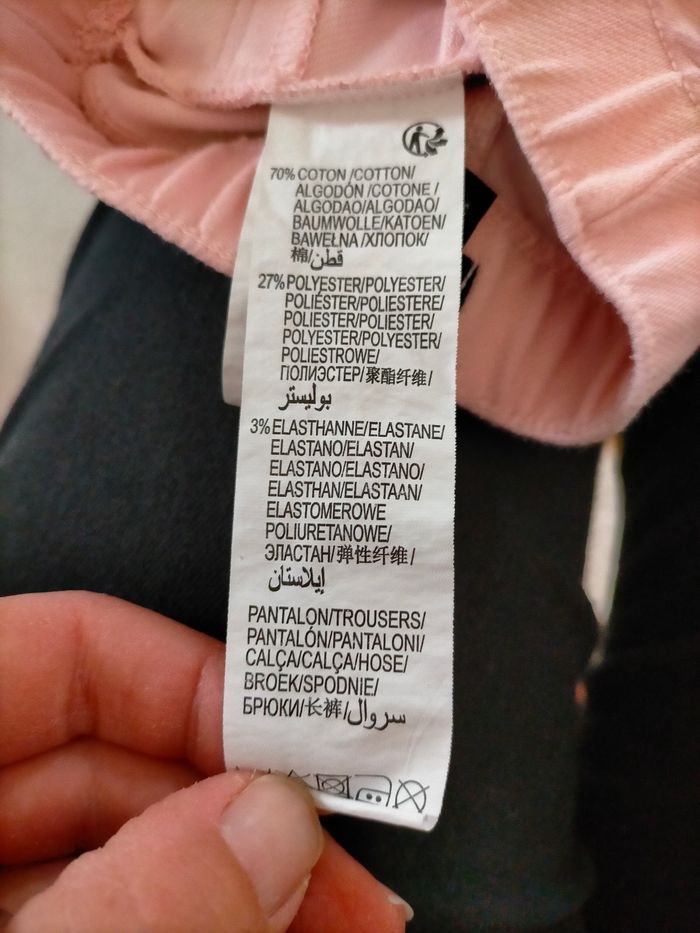 70% COTON /COTTON/
ALGODÓN /COTONE /
ALGODAO/ALGODAO/
BAUMWOLLE/KATOEN/
BAWEŁNA /ХЛОПОК/
棉/قطن
27% POLYESTER/POLYESTER/
POLIÉSTER/POLIESTERE/
POLIESTER/POLIESTER/
POLYESTER/POLYESTER/
POLIESTROWE/
ПОЛИЭСТЕР/聚酯纤维/
بوليستر
3% ELASTHANNE/ELASTANE/
ELASTANO/ELASTAN/
ELASTANO/ELASTANO/
ELASTHAN/ELASTAAN/
ELASTOMEROWE
POLIURETANOWE/
ЭЛАСТАН/弹性纤维/
إيلاستان
PANTALON/TROUSERS/
PANTALÓN/PANTALONI/
CALÇA/CALÇA/HOSE/
BROEK/SPODNIE/
БРЮКИ/长裤/سروال